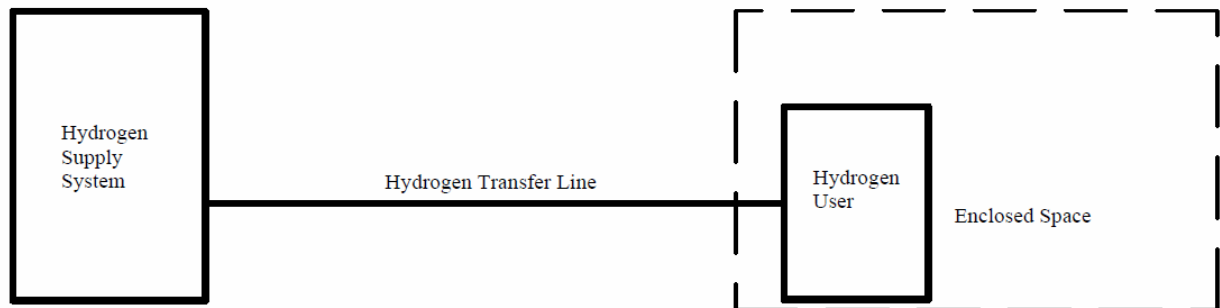 Hydrogen
Supply
System
Hydrogen Transfer Line
Hydrogen
User
Enclosed Space